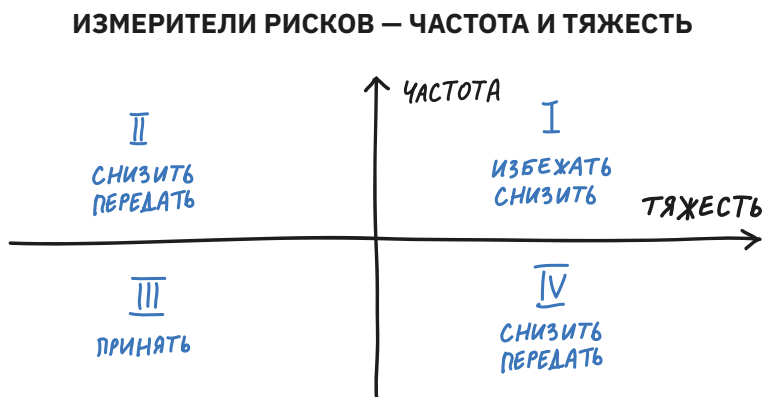 ИЗМЕРИТЕЛИ РИСКОВ — ЧАСТОТА И ТЯЖЕСТЬ
ЧАСТОТА
II
СНИЗИТЬ
ПЕРЕДАТЬ
I
ИЗБЕЖАТЬ
СНИЗИТЬ
ТЯЖЕСТЬ
III
ПРИНЯТЬ
IV
СНИЗИТЬ
ПЕРЕДАТЬ